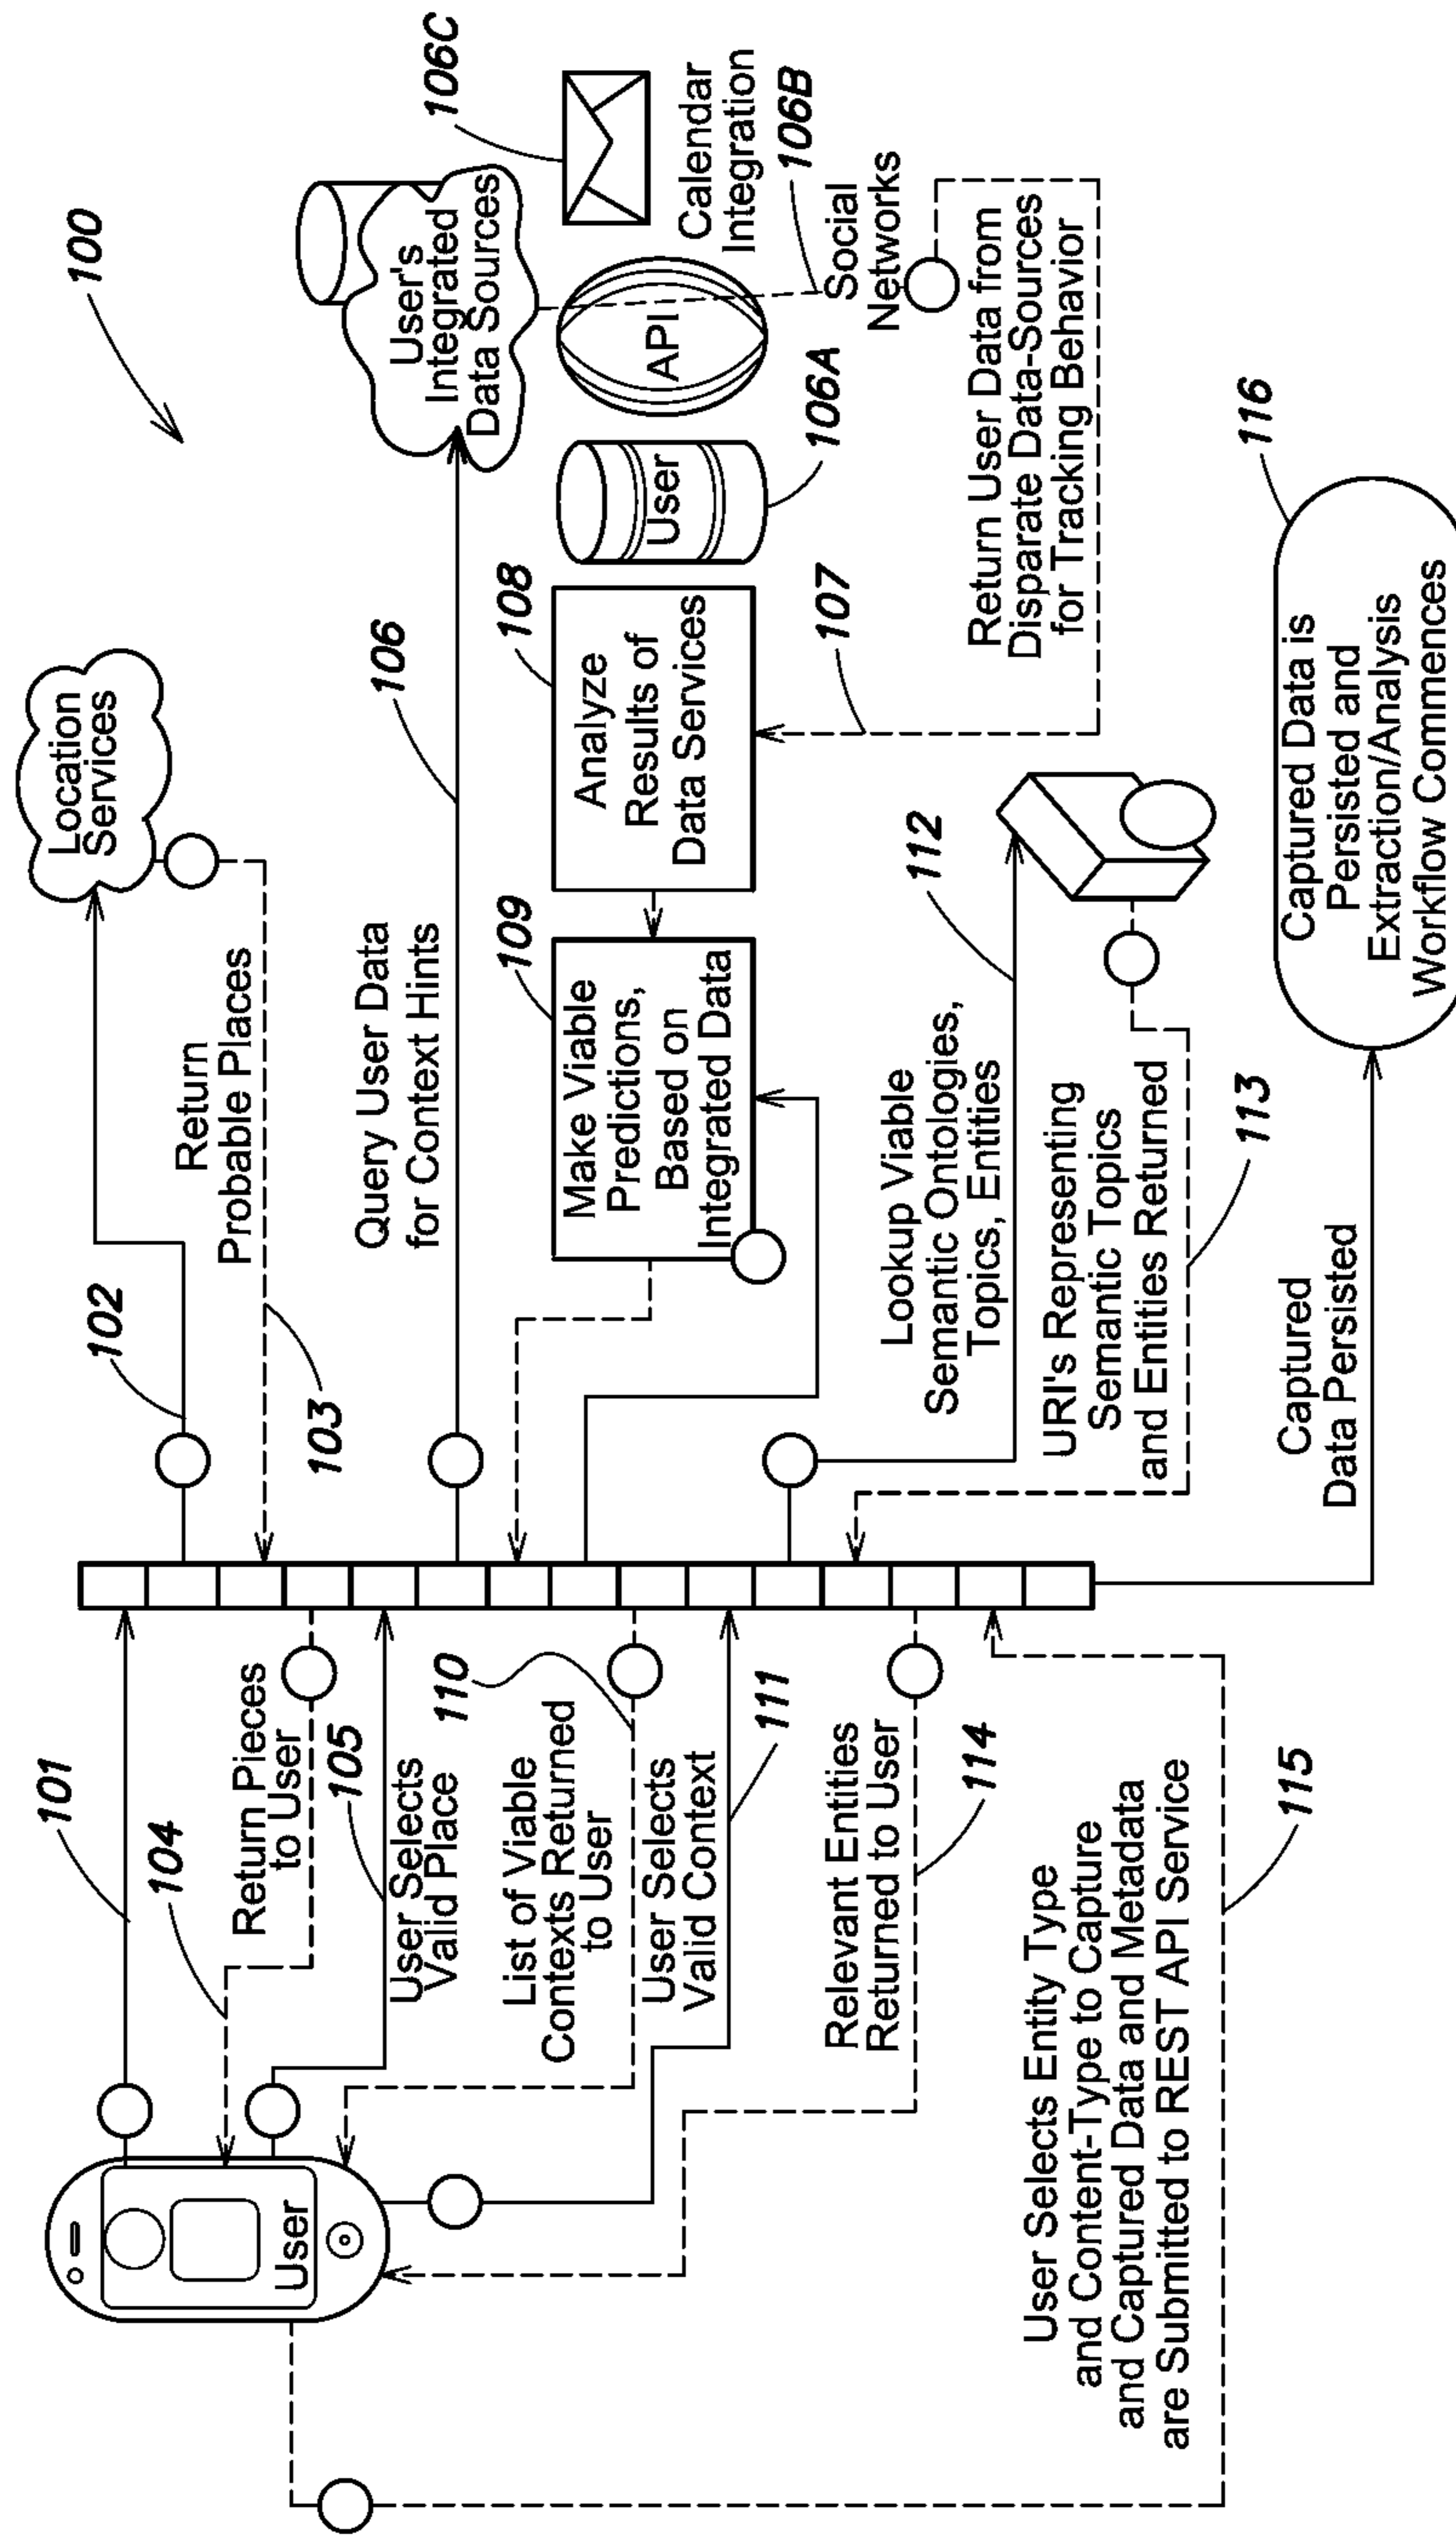 100
101
102
Location
Services
Return
Probable Places
103
104
Return Pieces
to User
105
User Selects
Valid Place
106
Query User Data
for Context Hints
User's
Integrated
Data Sources
106C
Calendar
Integration
106B
Social
Networks
API
User
106A
Return User Data from
Disparate Data-Sources
for Tracking Behavior
107
108
Analyze
Results of
Data Services
109
Make Viable
Predictions,
Based on
Integrated Data
110
List of Viable
Contexts Returned
to User
User Selects
Valid Context
111
112
Lookup Viable
Semantic Ontologies,
Topics, Entities
URI's Representing
Semantic Topics
and Entities Returned
113
Relevant Entities
Returned to User
114
User Selects Entity Type
and Content-Type to Capture
and Captured Data and Metadata
are Submitted to REST API Service
115
Captured
Data Persisted
116
Captured Data is
Persisted and
Extraction/Analysis
Workflow Commences
User